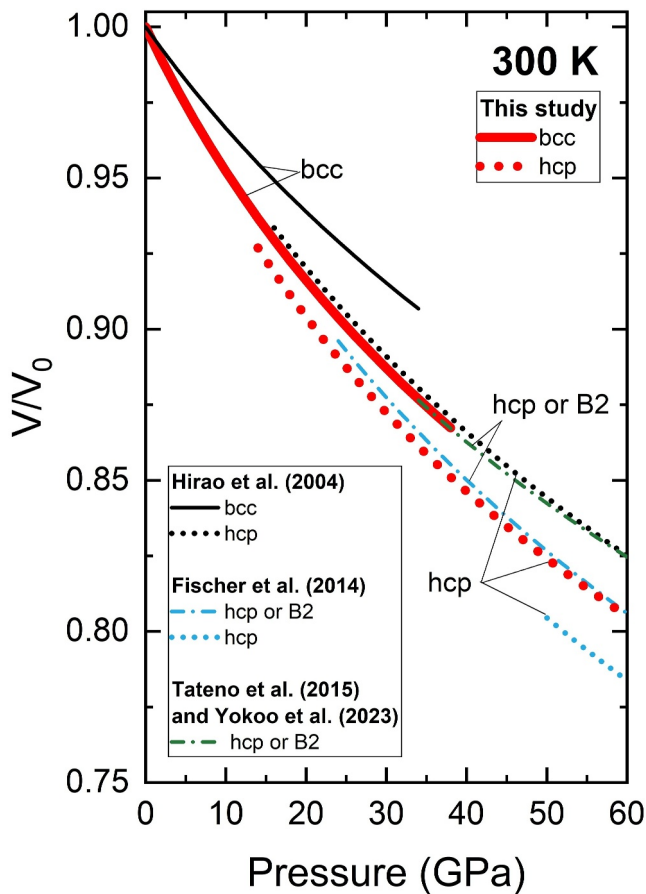 300 K
This study
bcc
hcp
bcc
hcp or B2
hcp
Hirao et al. (2004)
bcc
hcp
Fischer et al. (2014)
hcp or B2
hcp
Tateno et al. (2015)
and Yokoo et al. (2023)
hcp or B2
1.00
0.95
0.90
0.85
0.80
0.75
V/V0
0 10 20 30 40 50 60
Pressure (GPa)